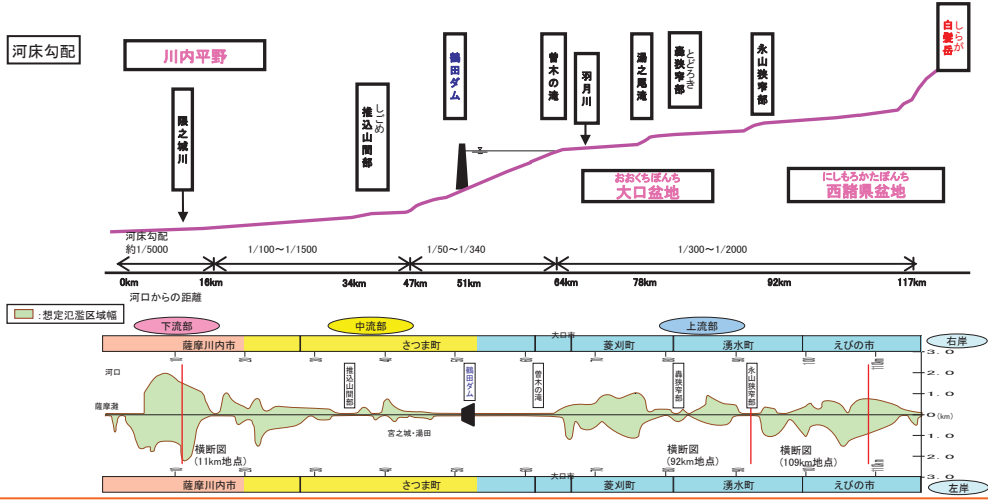 河床勾配
川内平野
隈之城川
しごめ
推込山間部
鶴田ダム
曽木の滝
羽月川
湯之尾滝
とどろき
轟狭窄部
永山狭窄部
しらが
白髪岳
おおくちぼんち
大口盆地
にしもろかたぼんち
西諸県盆地
河床勾配
約1/5000
1/100～1/1500
1/50～1/340
1/300～1/2000
0km
16km
34km
47km
51km
64km
78km
92km
117km
河口からの距離
:想定氾濫区域幅
下流部
中流部
上流部
右岸
薩摩川内市
さつま町
大口市
菱刈町
湧水町
えびの市
3.0
2.0
1.0
0
(km)
1.0
2.0
3.0
河口
薩摩灘
推込山間部
鶴田ダム
曽木の滝
轟狭窄部
永山狭窄部
宮之城・湯田
横断図
(11km地点)
横断図
(92km地点)
横断図
(109km地点)
薩摩川内市
さつま町
大口市
菱刈町
湧水町
えびの市
左岸